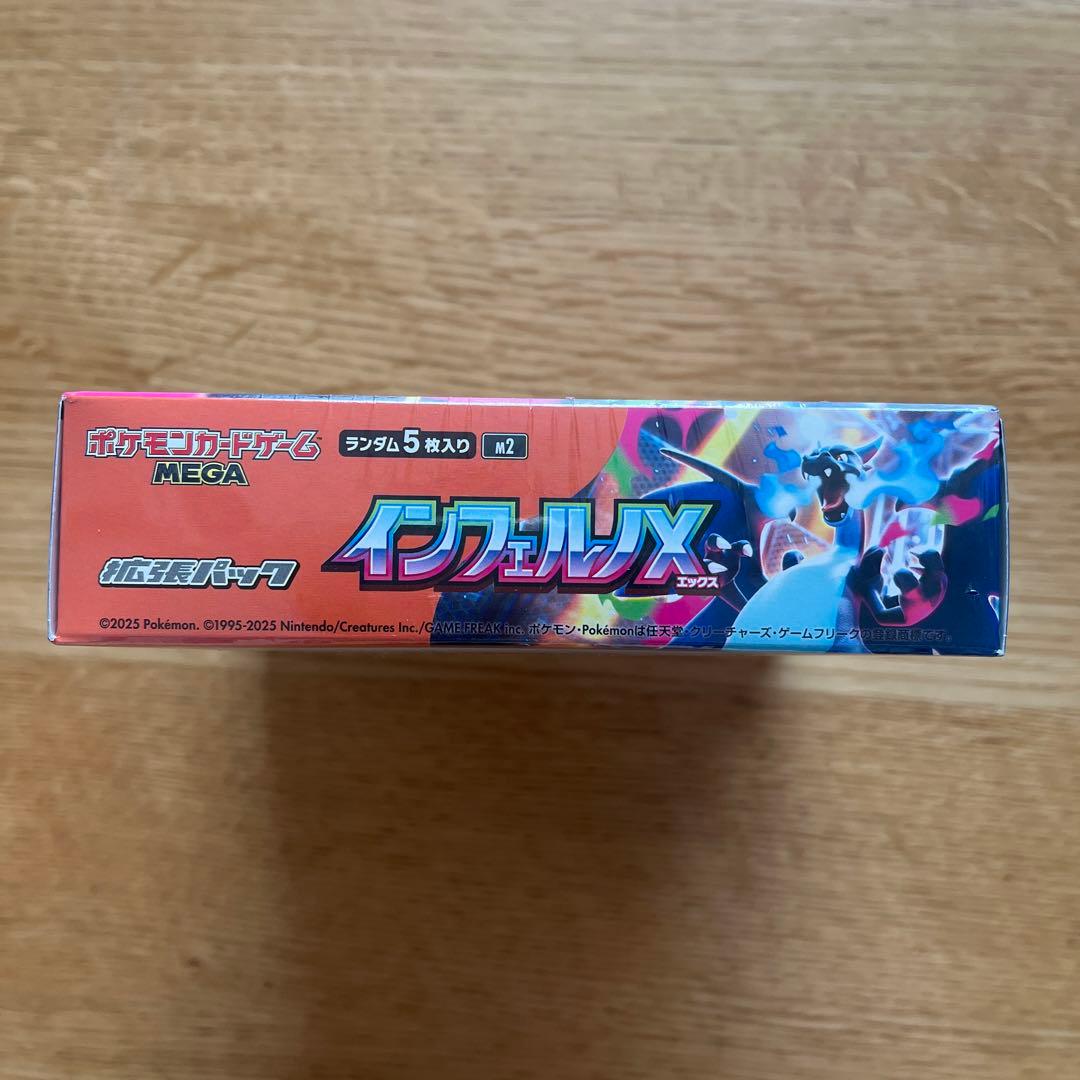 ポケモンカードゲーム
MEGA
ランダム5枚入り M2
インフェルノX
エックス
拡張パック
©2025 Pokémon. ©1995-2025 Nintendo/Creatures Inc./GAME FREAK inc. ポケモン・Pokémonは任天堂・クリーチャーズ・ゲームフリークの登録商標です。